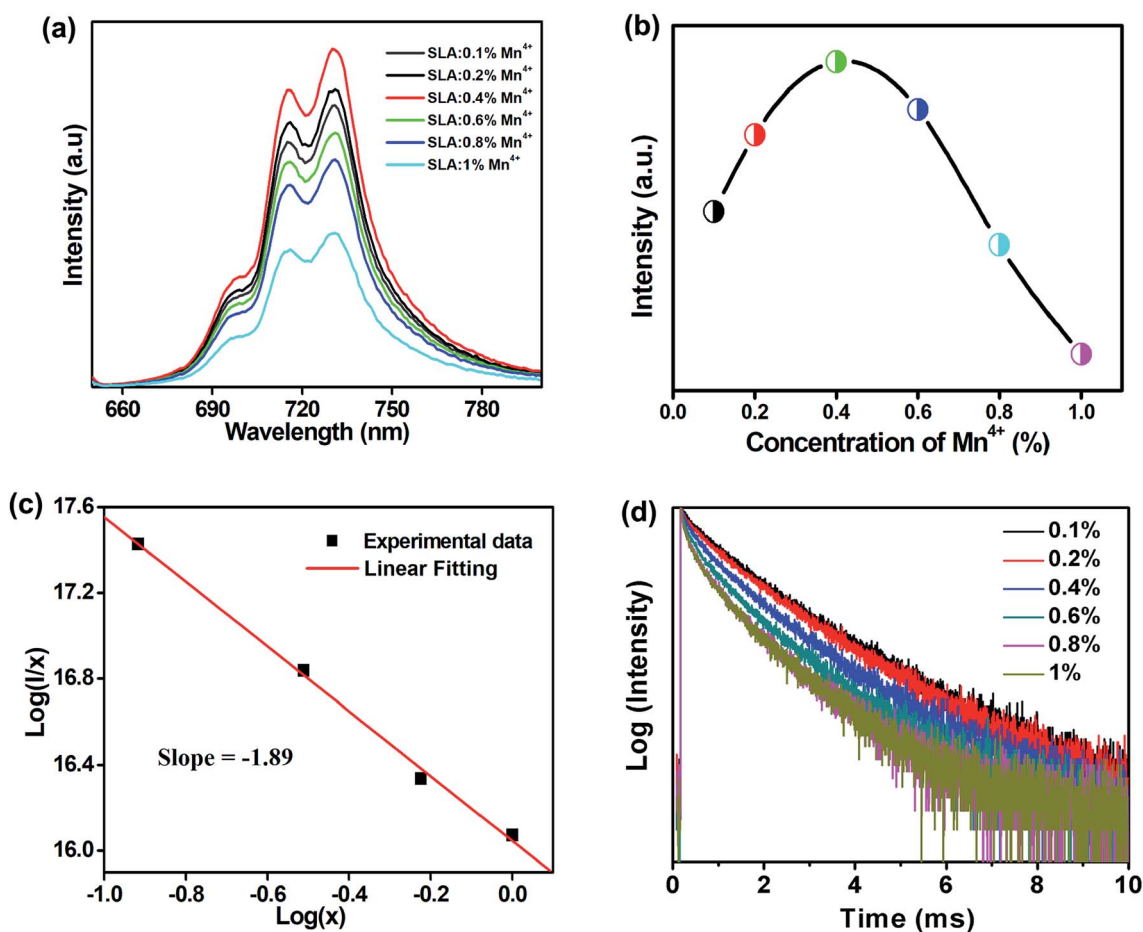 (a)
SLA:0.1% Mn⁴⁺
SLA:0.2% Mn⁴⁺
SLA:0.4% Mn⁴⁺
SLA:0.6% Mn⁴⁺
SLA:0.8% Mn⁴⁺
SLA:1% Mn⁴⁺
Intensity (a.u)
660 690 720 750 780
Wavelength (nm)
(b)
Intensity (a.u.)
0.0 0.2 0.4 0.6 0.8 1.0
Concentration of Mn⁴⁺ (%)
(c)
17.6
17.2
16.8
16.4
16.0
Log(I/x)
Experimental data
Linear Fitting
Slope = -1.89
-1.0 -0.8 -0.6 -0.4 -0.2 0.0
Log(x)
(d)
0.1%
0.2%
0.4%
0.6%
0.8%
1%
Log (Intensity)
0 2 4 6 8 10
Time (ms)